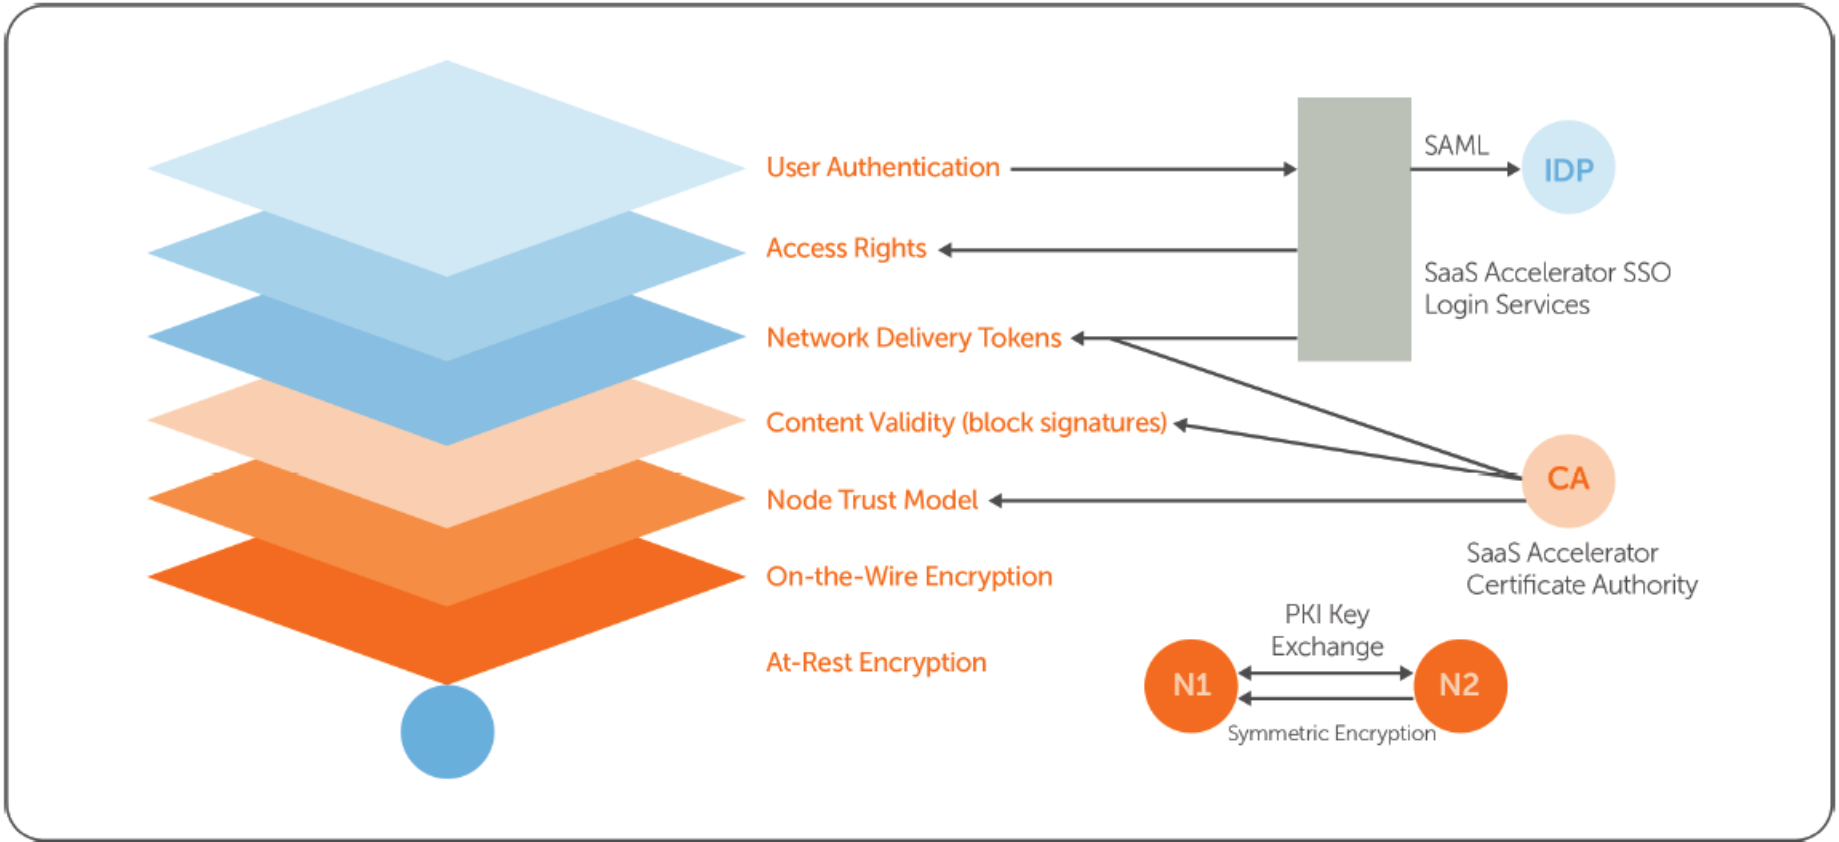 User Authentication
SAML
IDP
Access Rights
SaaS Accelerator SSO
Login Services
Network Delivery Tokens
Content Validity (block signatures)
CA
Node Trust Model
SaaS Accelerator
Certificate Authority
On-the-Wire Encryption
PKI Key
Exchange
At-Rest Encryption
N1
N2
Symmetric Encryption